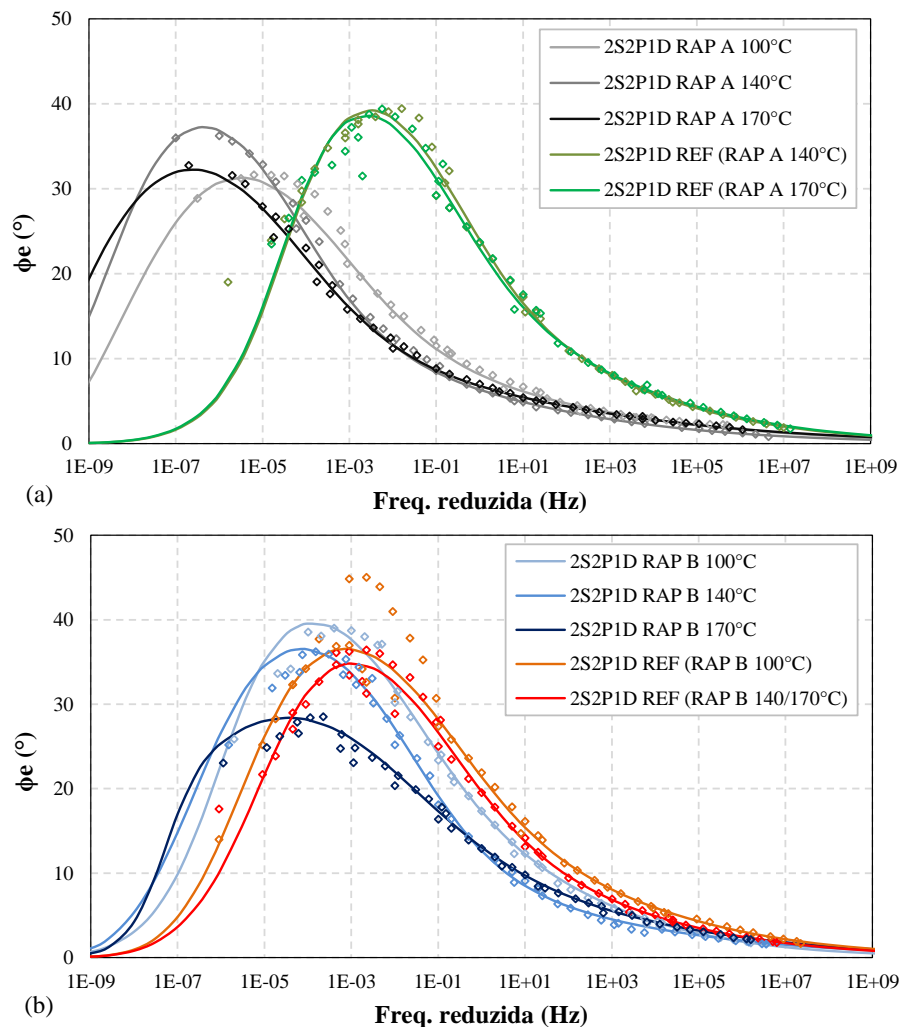 50
40
30
20
10
0
ϕe (°)
2S2P1D RAP A 100°C
2S2P1D RAP A 140°C
2S2P1D RAP A 170°C
2S2P1D REF (RAP A 140°C)
2S2P1D REF (RAP A 170°C)
1E-09 1E-07 1E-05 1E-03 1E-01 1E+01 1E+03 1E+05 1E+07 1E+09
(a)
Freq. reduzida (Hz)
50
40
30
20
10
0
ϕe (°)
2S2P1D RAP B 100°C
2S2P1D RAP B 140°C
2S2P1D RAP B 170°C
2S2P1D REF (RAP B 100°C)
2S2P1D REF (RAP B 140/170°C)
1E-09 1E-07 1E-05 1E-03 1E-01 1E+01 1E+03 1E+05 1E+07 1E+09
(b)
Freq. reduzida (Hz)